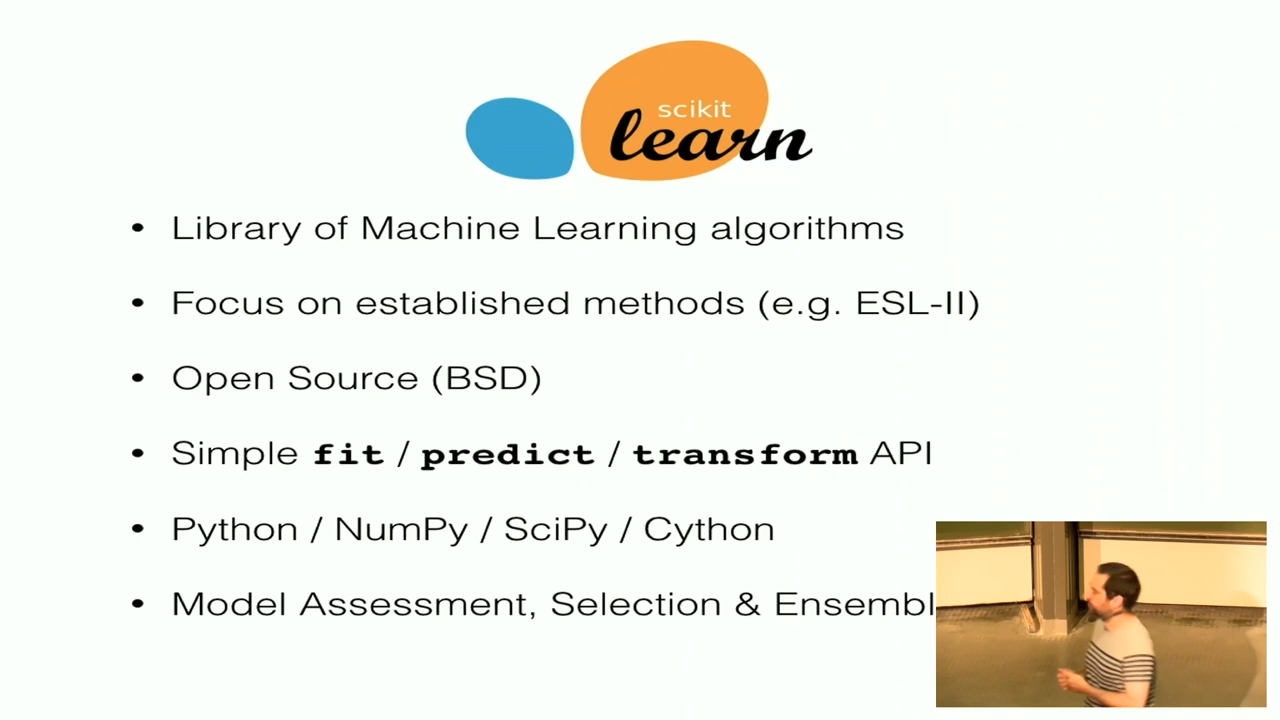 scikit
learn
• Library of Machine Learning algorithms
• Focus on established methods (e.g. ESL-II)
• Open Source (BSD)
• Simple fit / predict / transform API
• Python / NumPy / SciPy / Cython
• Model Assessment, Selection & Ensembl